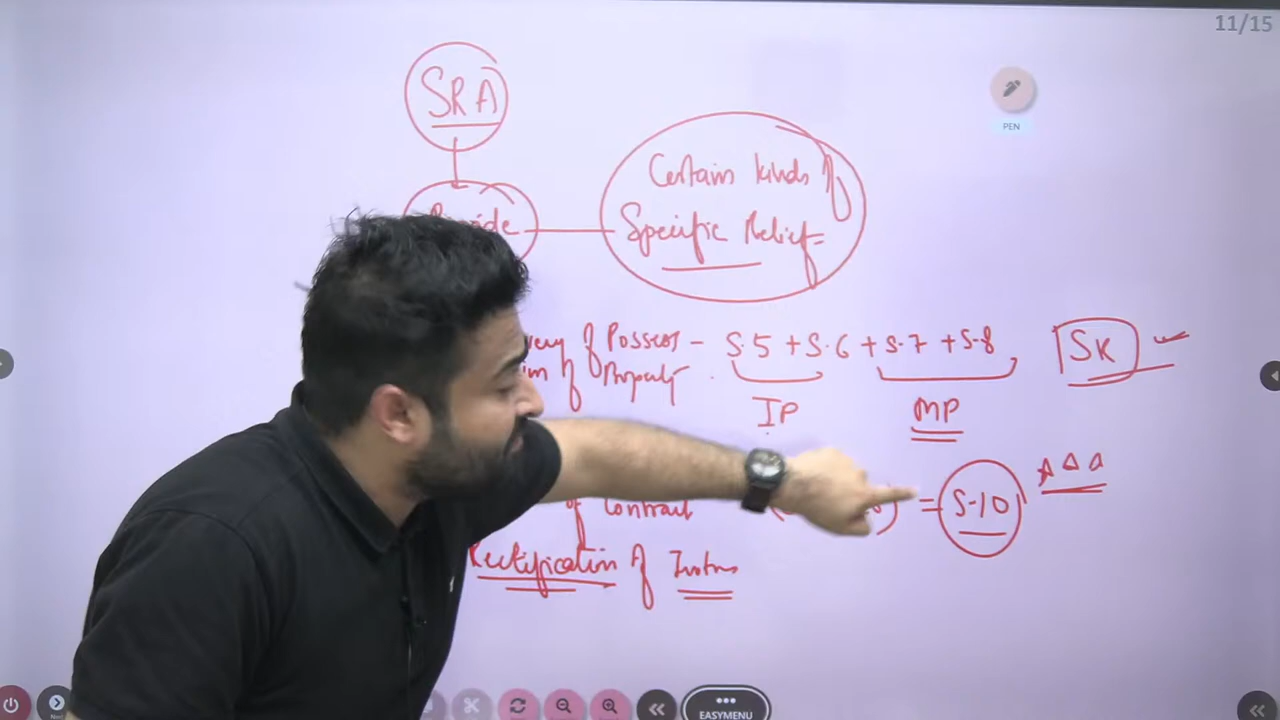 11/15
SRA
PEN
Certain kinds of
Specific Relief
of Possess - S.5 + S.6 + S.7 + S.8
SK
of Property
IP
MP
of Contract
= S-10
Rectification of
EASYMENU